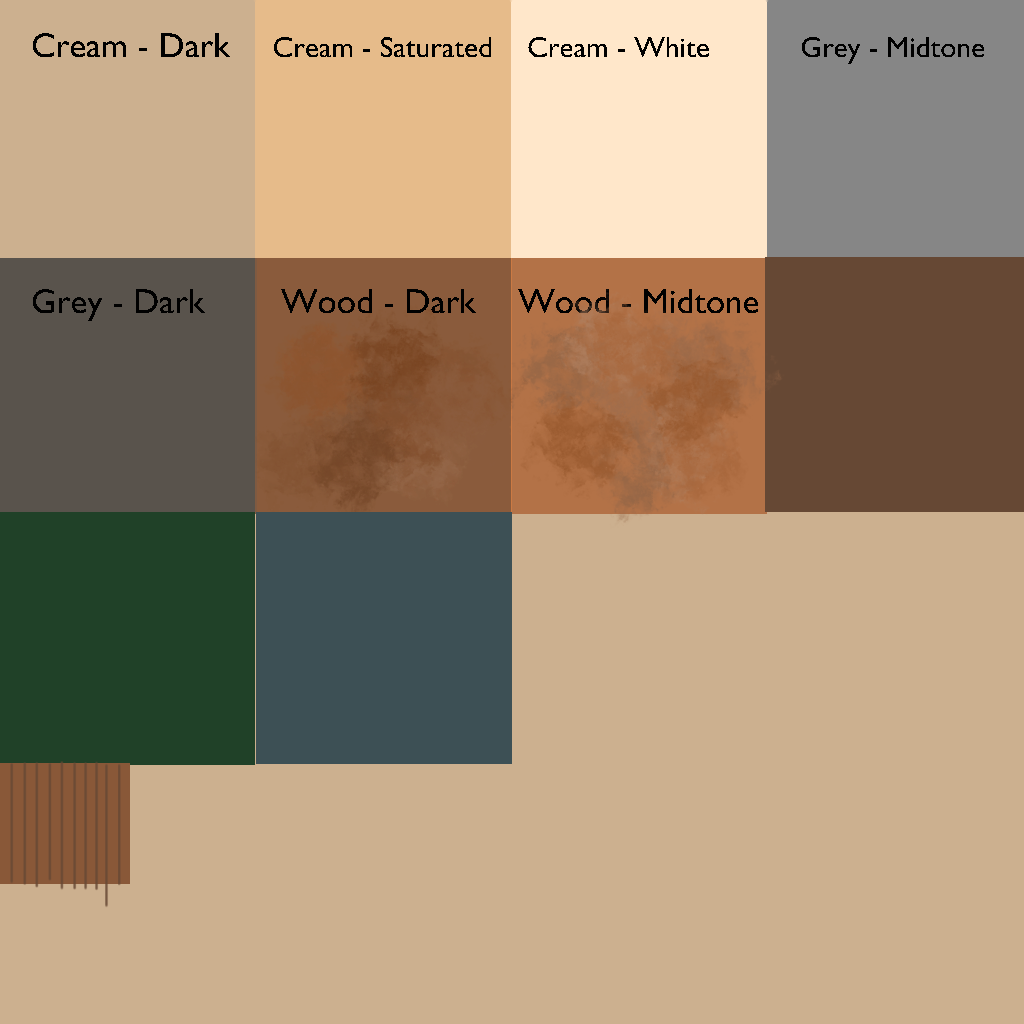 Cream - Dark
Cream - Saturated
Cream - White
Grey - Midtone
Grey - Dark
Wood - Dark
Wood - Midtone